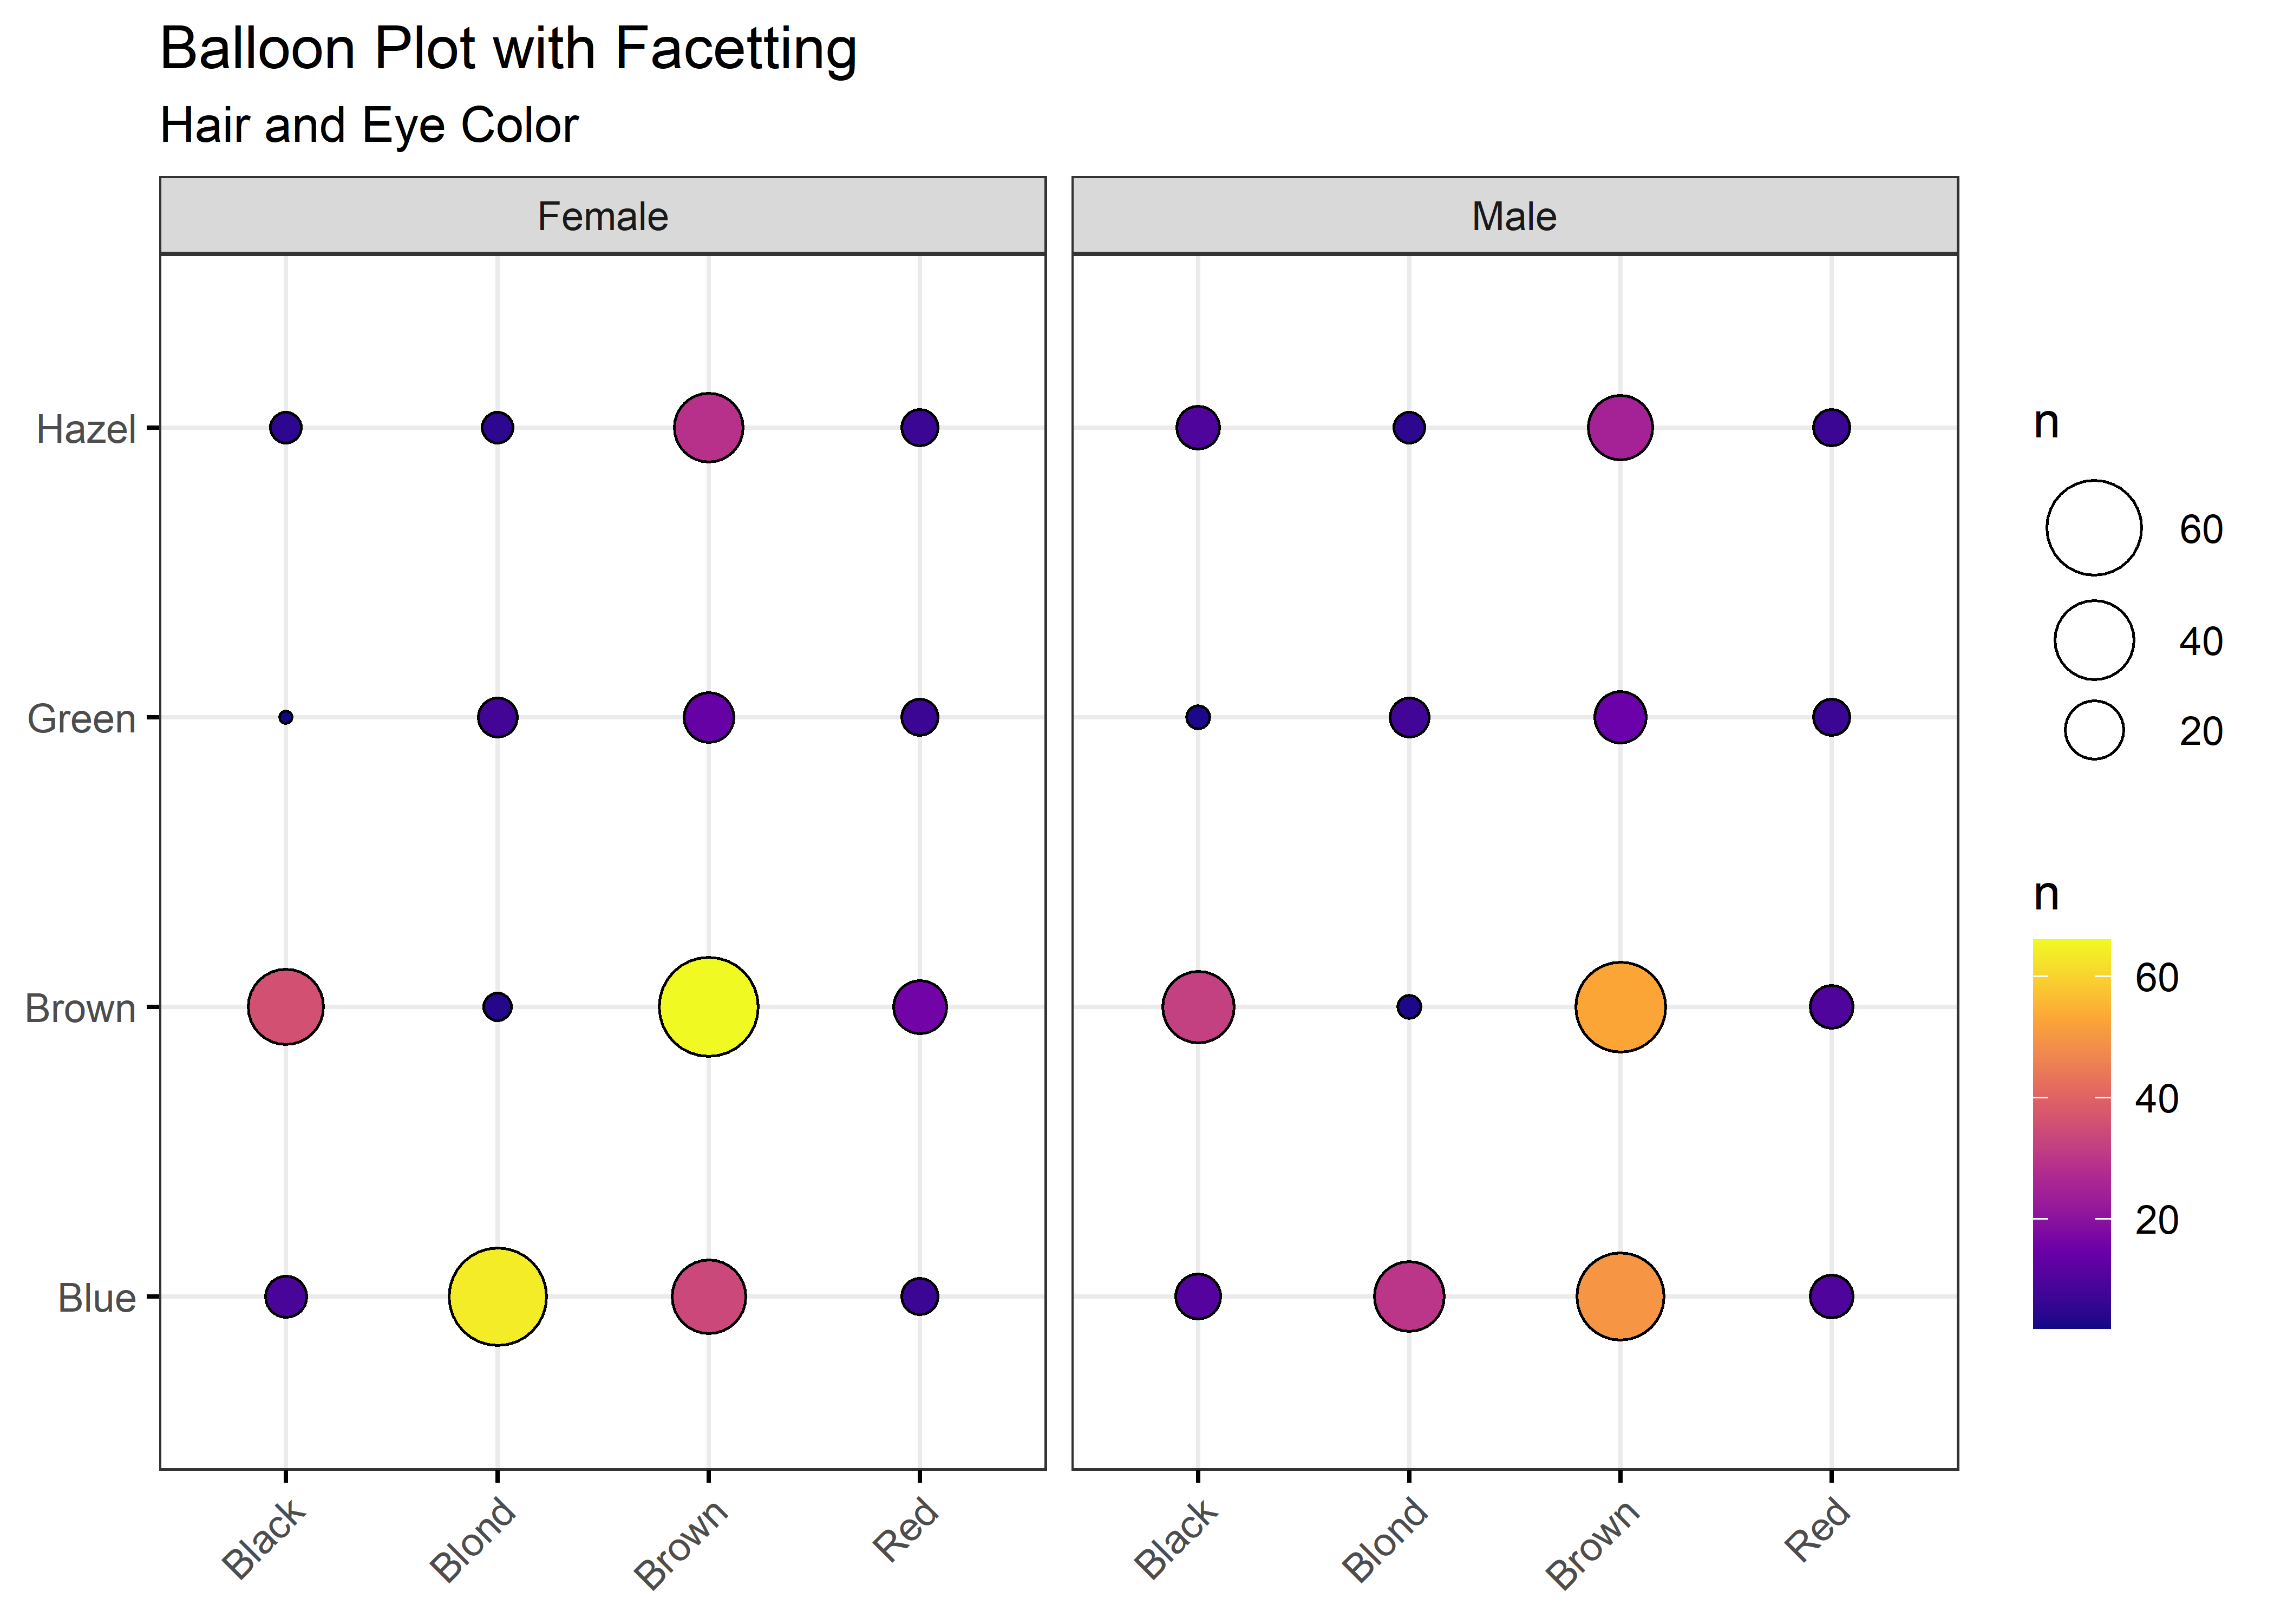 Balloon Plot with Facetting
Hair and Eye Color
Female
Male
Hazel
Green
Brown
Blue
Black
Blond
Brown
Red
Black
Blond
Brown
Red
n
60
40
20
n
60
40
20